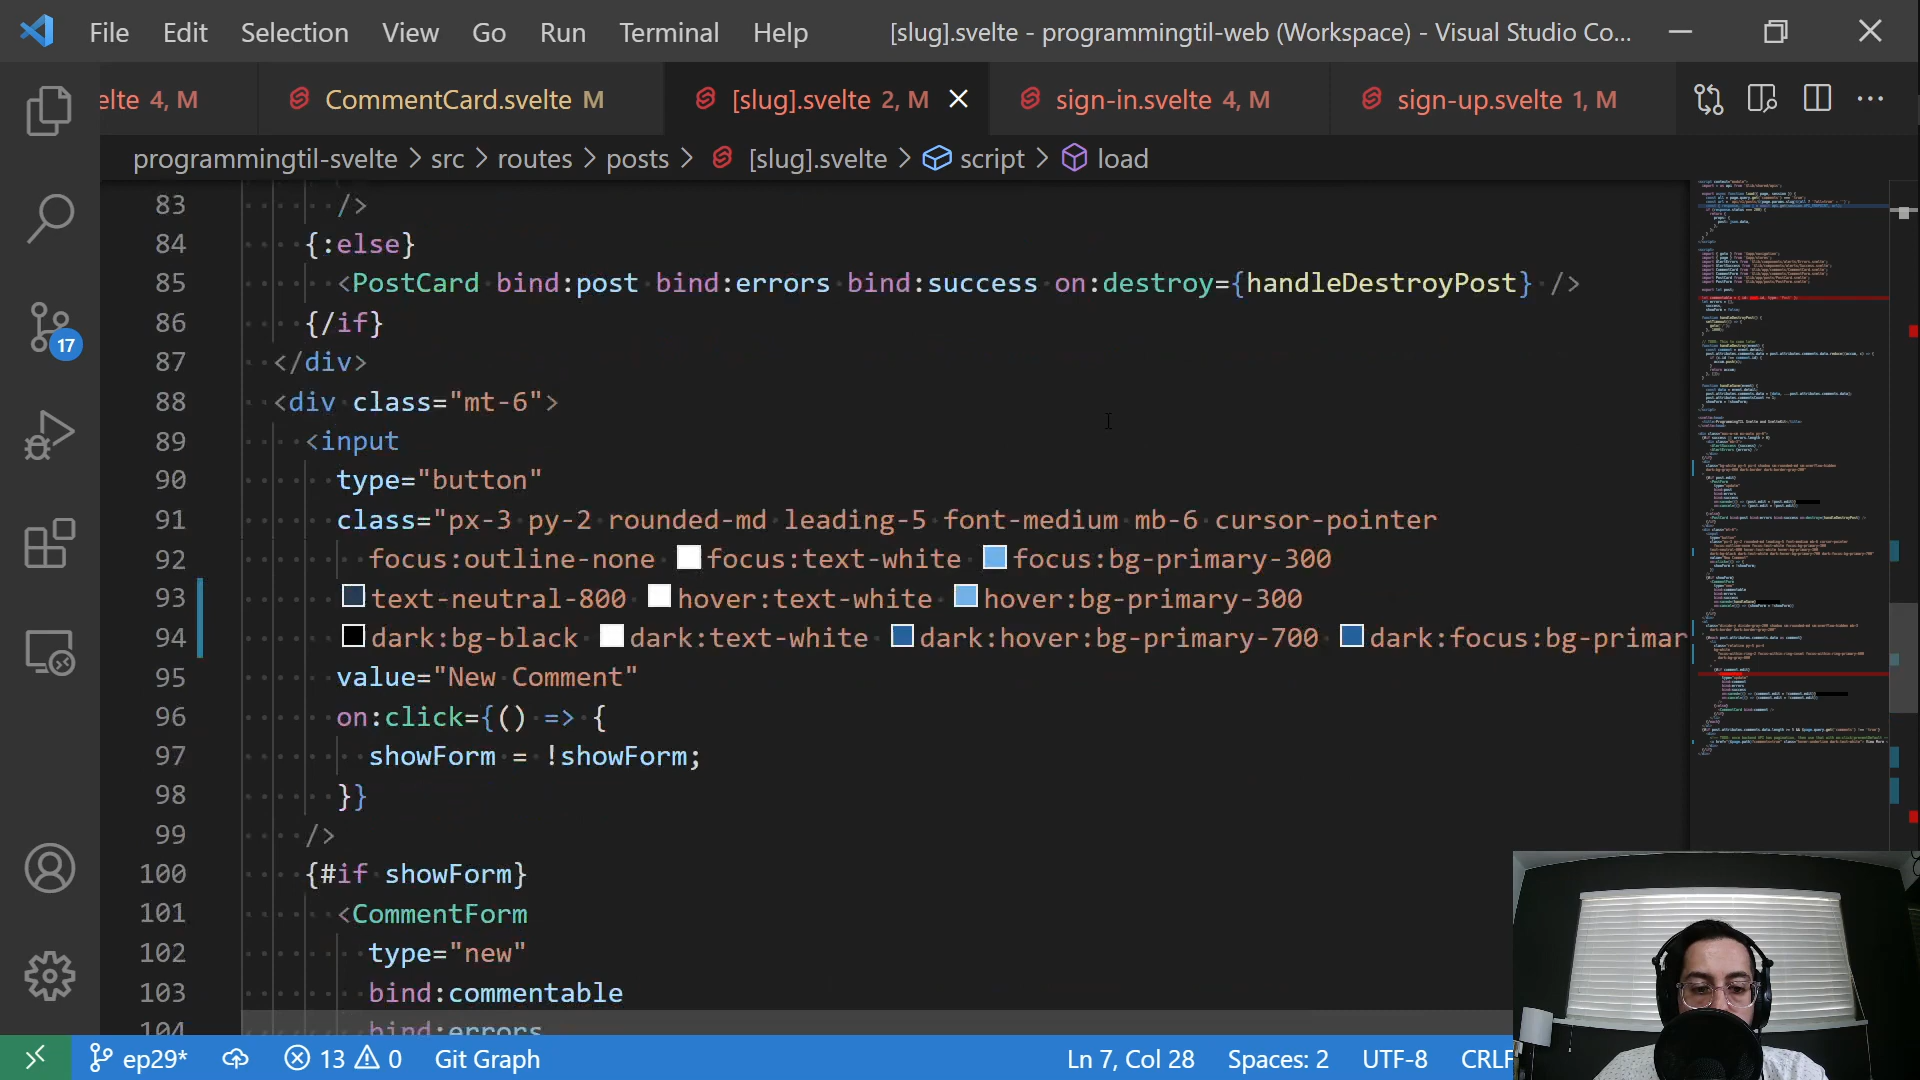 File Edit Selection View Go Run Terminal Help [slug].svelte - programmingtil-web (Workspace) - Visual Studio Co...
elte 4, M CommentCard.svelte M [slug].svelte 2, M sign-in.svelte 4, M sign-up.svelte 1, M
programmingtil-svelte > src > routes > posts > [slug].svelte > script > load
83 />
84 {:else}
85 <PostCard bind:post bind:errors bind:success on:destroy={handleDestroyPost} />
86 {/if}
87 </div>
88 <div class="mt-6">
89 <input
90 type="button"
91 class="px-3 py-2 rounded-md leading-5 font-medium mb-6 cursor-pointer
92 focus:outline-none focus:text-white focus:bg-primary-300
93 text-neutral-800 hover:text-white hover:bg-primary-300
94 dark:bg-black dark:text-white dark:hover:bg-primary-700 dark:focus:bg-primar
95 value="New Comment"
96 on:click={() => {
97 showForm = !showForm;
98 }}
99 />
100 {#if showForm}
101 <CommentForm
102 type="new"
103 bind:commentable
104 bind:errors
17
ep29* 13 0 Git Graph Ln 7, Col 28 Spaces: 2 UTF-8 CRLF